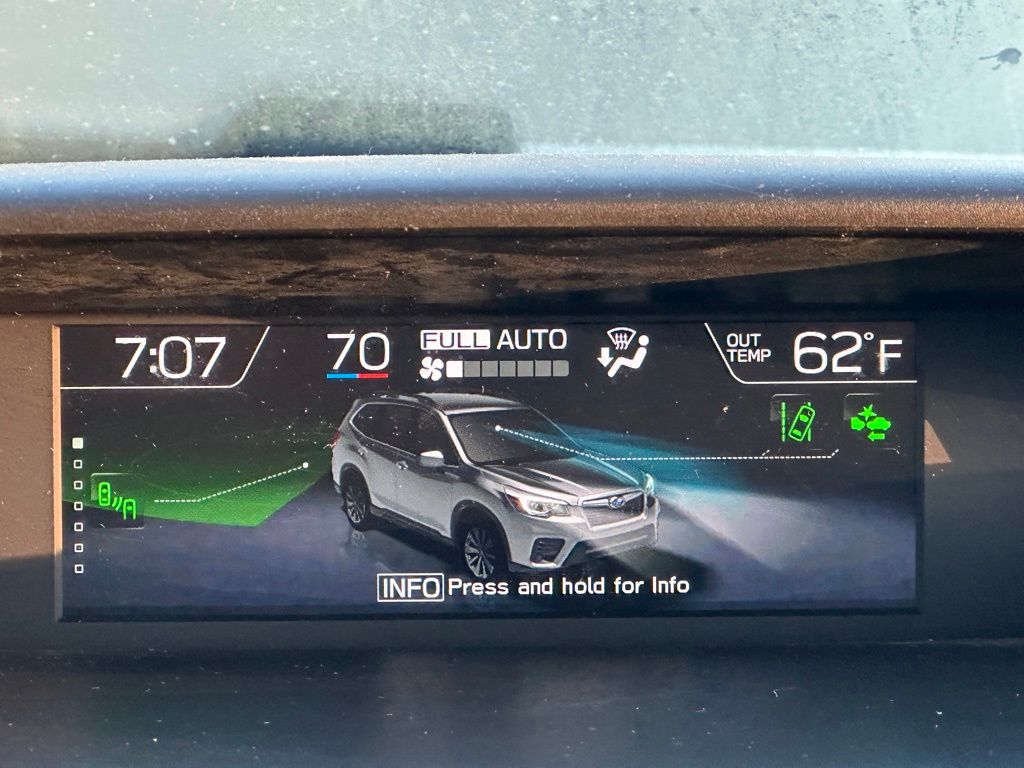 7:07
70
FULL AUTO
OUT
TEMP
62°F
INFO Press and hold for Info